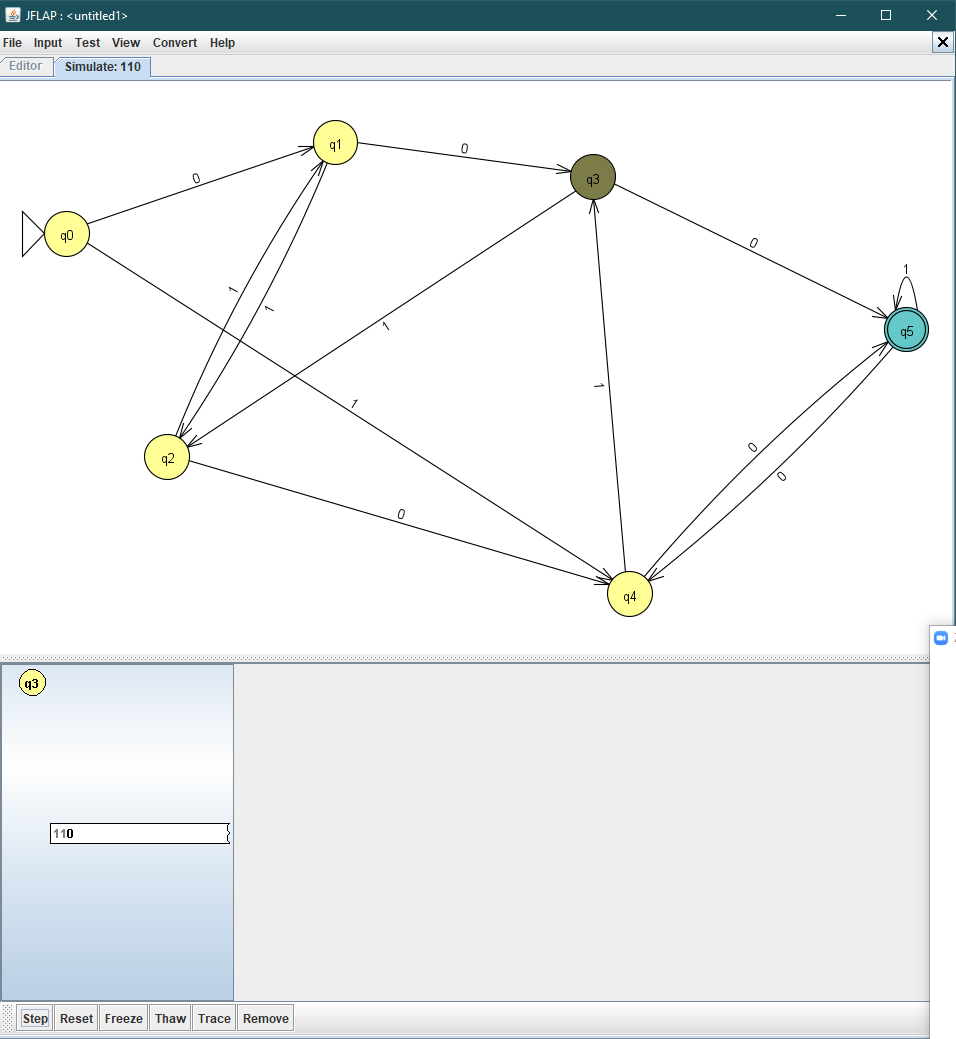 JFLAP : <untitled1>
File Input Test View Convert Help
Editor Simulate: 110
q1
0
0
q3
q0
0
1
q5
1
1
1
1
1
0
q2
0
0
q4
q3
110
Step Reset Freeze Thaw Trace Remove